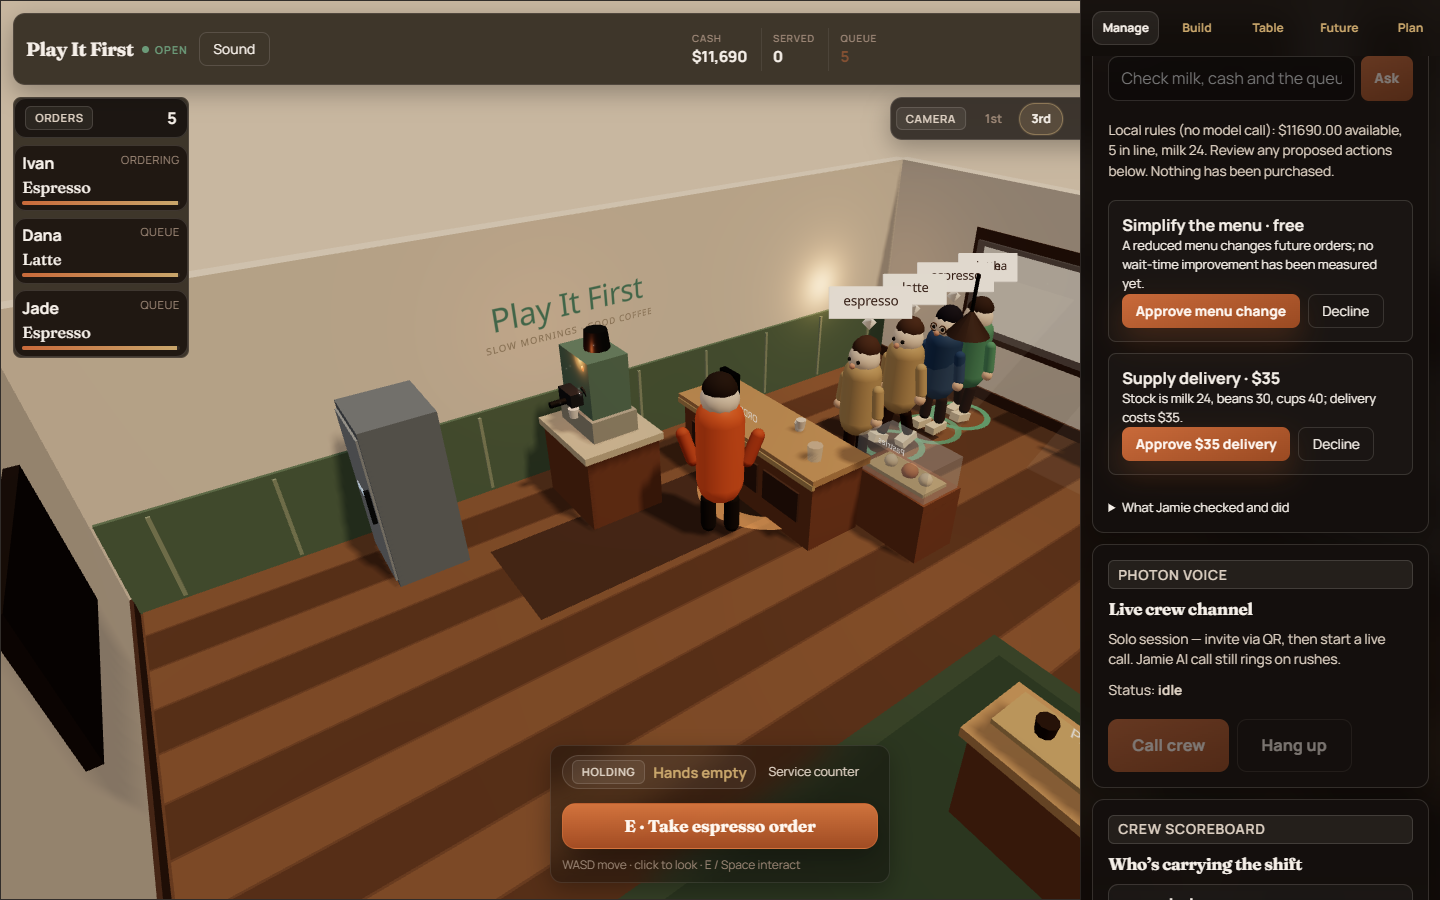 Play It First
OPEN
Sound
CASH
$11,690
SERVED
0
QUEUE
5
ORDERS
5
Ivan
ORDERING
Espresso
Dana
QUEUE
Latte
Jade
QUEUE
Espresso
CAMERA
1st
3rd
Play It First
SLOW MORNINGS GOOD COFFEE
espresso
latte
espresso
HOLDING
Hands empty
Service counter
E · Take espresso order
WASD move · click to look · E / Space interact
Manage
Build
Table
Future
Plan
Check milk, cash and the queu
Ask
Local rules (no model call): $11690.00 available,
5 in line, milk 24. Review any proposed actions
below. Nothing has been purchased.
Simplify the menu · free
A reduced menu changes future orders; no
wait-time improvement has been measured
yet.
Approve menu change
Decline
Supply delivery · $35
Stock is milk 24, beans 30, cups 40; delivery
costs $35.
Approve $35 delivery
Decline
What Jamie checked and did
PHOTON VOICE
Live crew channel
Solo session — invite via QR, then start a live
call. Jamie AI call still rings on rushes.
Status: idle
Call crew
Hang up
CREW SCOREBOARD
Who's carrying the shift